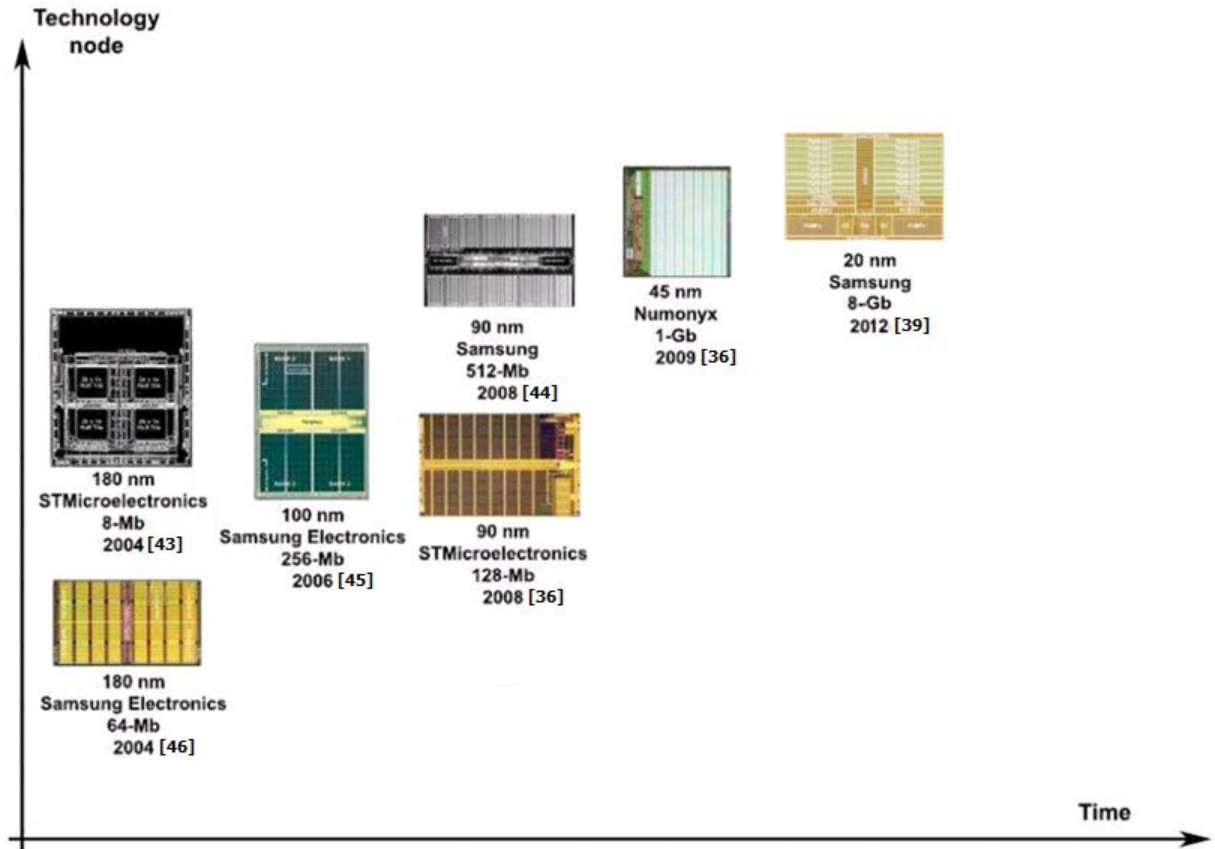 Technology
node
180 nm
STMicroelectronics
8-Mb
2004 [43]
180 nm
Samsung Electronics
64-Mb
2004 [46]
100 nm
Samsung Electronics
256-Mb
2006 [45]
90 nm
Samsung
512-Mb
2008 [44]
90 nm
STMicroelectronics
128-Mb
2008 [36]
45 nm
Numonyx
1-Gb
2009 [36]
20 nm
Samsung
8-Gb
2012 [39]
Time